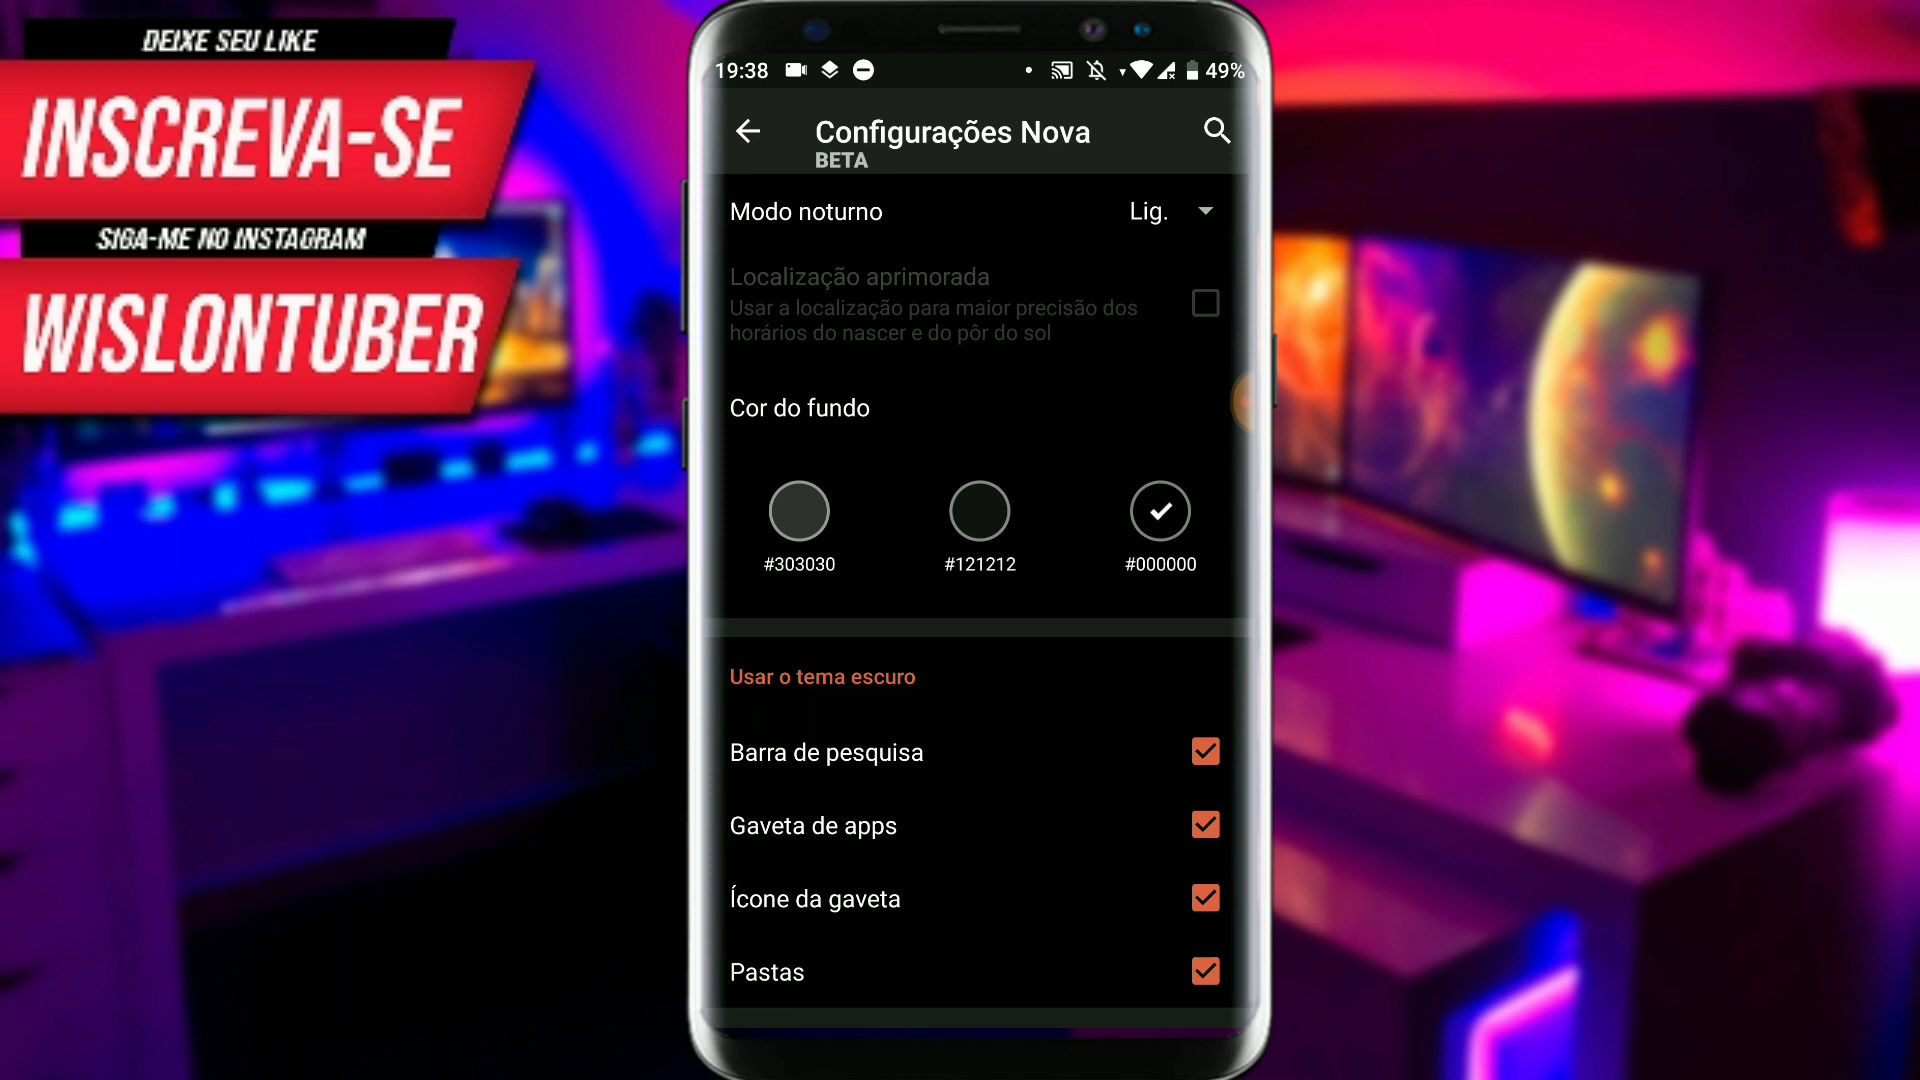 DEIXE SEU LIKE
INSCREVA-SE
SIGA-ME NO INSTAGRAM
WISLONTUBER
19:38
49%
Configurações Nova
BETA
Modo noturno
Lig.
Localização aprimorada
Usar a localização para maior precisão dos
horários do nascer e do pôr do sol
Cor do fundo
#303030
#121212
#000000
Usar o tema escuro
Barra de pesquisa
Gaveta de apps
Ícone da gaveta
Pastas